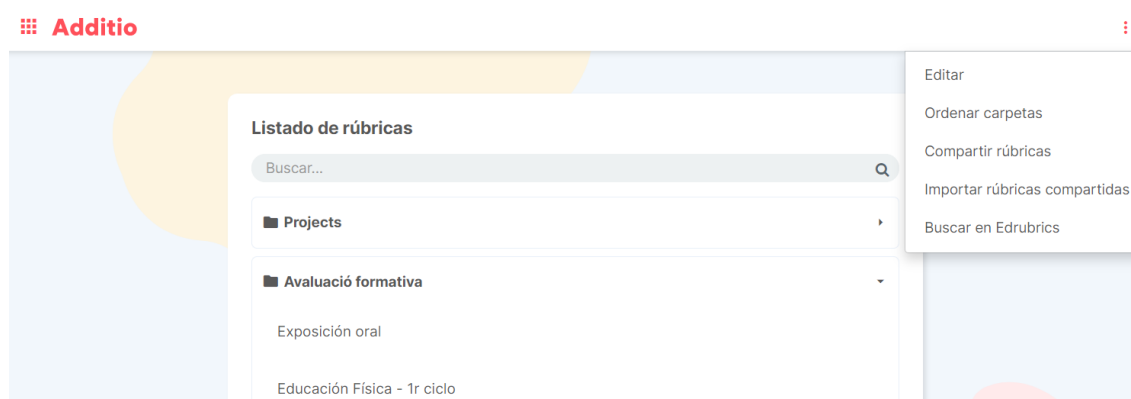 Additio
Editar
Ordenar carpetas
Compartir rúbricas
Importar rúbricas compartidas
Buscar en Edrubrics
Listado de rúbricas
Buscar...
Projects
Avaluació formativa
Exposición oral
Educación Física - 1r ciclo